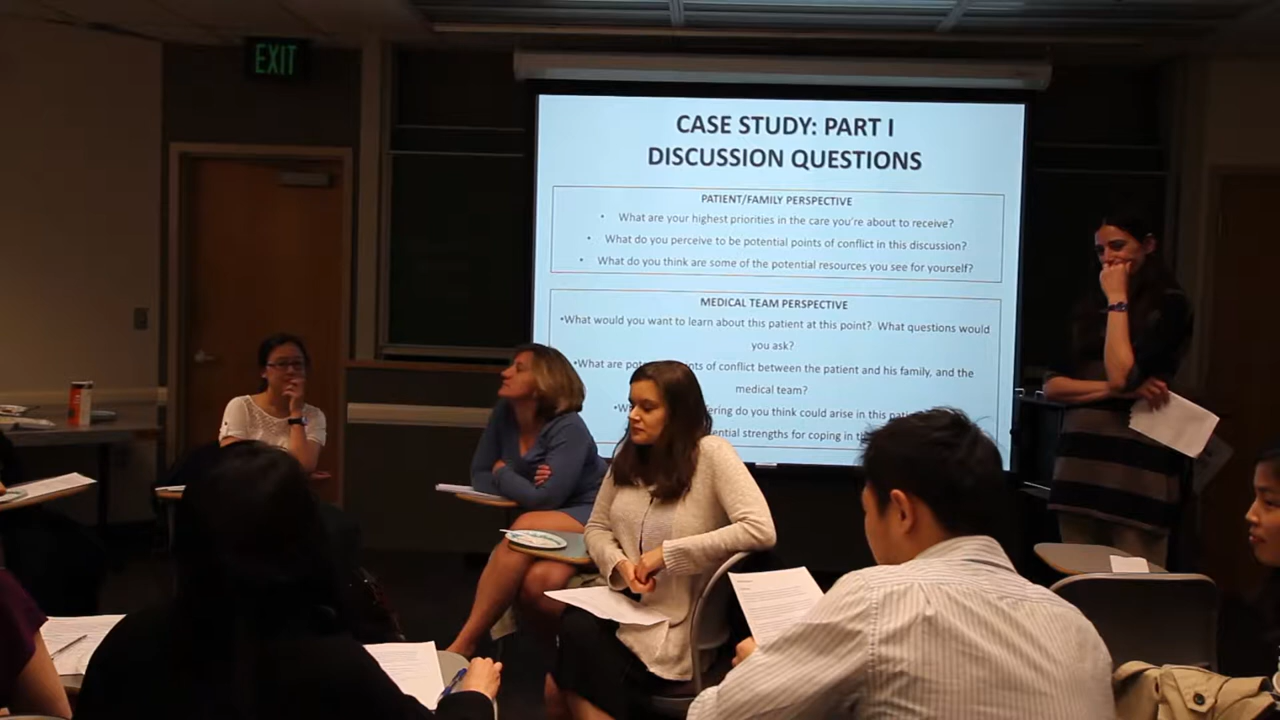 EXIT
CASE STUDY: PART I
DISCUSSION QUESTIONS
PATIENT/FAMILY PERSPECTIVE
• What are your highest priorities in the care you're about to receive?
• What do you perceive to be potential points of conflict in this discussion?
• What do you think are some of the potential resources you see for yourself?
MEDICAL TEAM PERSPECTIVE
•What would you want to learn about this patient at this point? What questions would
you ask?
•What are of conflict between the patient and his family, and the
medical team?
do you think could arise in this
strengths for coping in